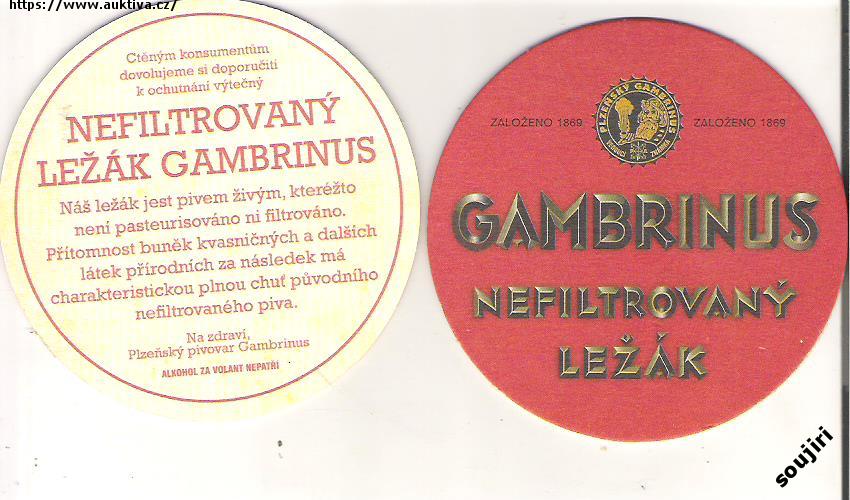 https://www.auktiva.cz/
Ctěným konsumentům
dovolujeme si doporučiti
k ochutnání výtečný
NEFILTROVANÝ
LEŽÁK GAMBRINUS
Náš ležák jest pivem živým, kteréžto
není pasteurisováno ni filtrováno.
Přítomnost buněk kvasničných a dalších
látek přírodních za následek má
charakteristickou plnou chuť původního
nefiltrovaného piva.
Na zdraví,
Plzeňský pivovar Gambrinus
ALKOHOL ZA VOLANT NEPATŘÍ
PLZEŇSKÝ GAMBRINUS
ZALOŽENO 1869
ZALOŽENO 1869
GAMBRINUS
NEFILTROVANÝ
LEŽÁK
soujiri